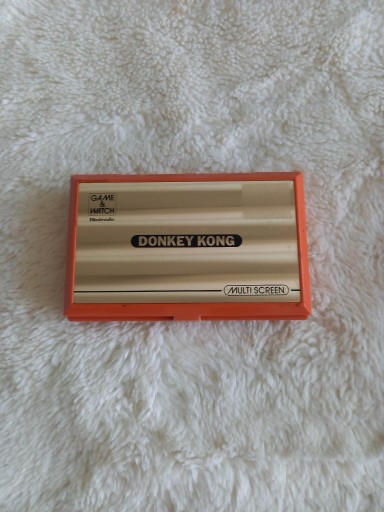 GAME
&
WATCH
Nintendo
DONKEY KONG
MULTI SCREEN